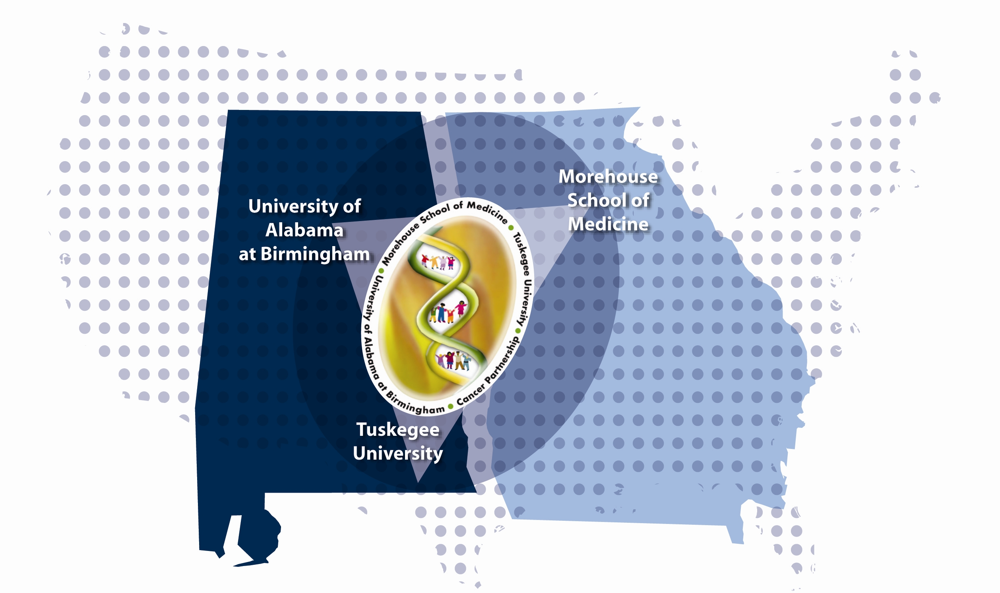 Morehouse
School of
Medicine
University of
Alabama
at Birmingham
Morehouse School of Medicine • Tuskegee University • Cancer Partnership • University of Alabama at Birmingham •
Tuskegee
University